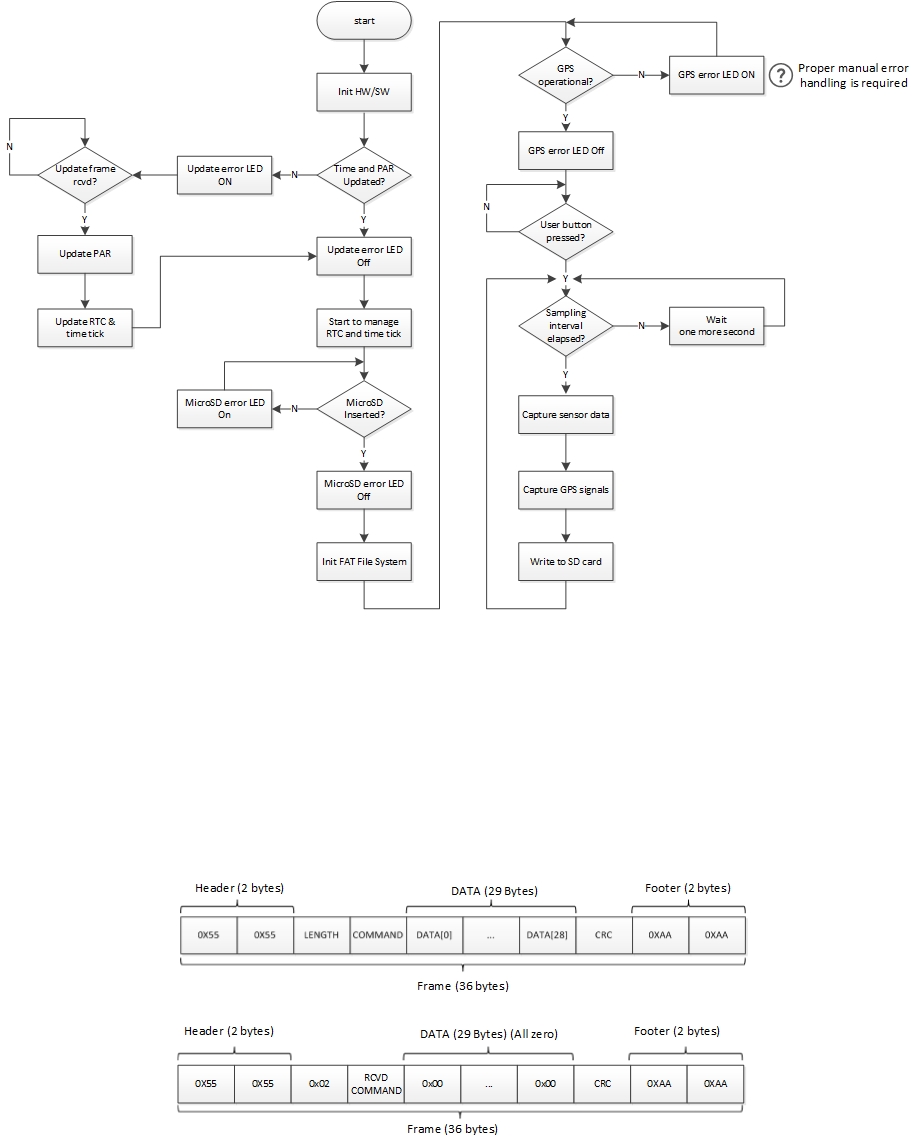 start
Init HW/SW
Time and PAR
Updated?
N
Update error LED
ON
Update frame
rcvd?
N
Y
Update PAR
Update RTC &
time tick
Y
Update error LED
Off
Start to manage
RTC and time tick
MicroSD
Inserted?
N
MicroSD error LED
On
Y
MicroSD error LED
Off
Init FAT File System
GPS
operational?
N
GPS error LED ON
?
Proper manual error
handling is required
Y
GPS error LED Off
User button
pressed?
N
Y
Sampling
interval
elapsed?
N
Wait
one more second
Y
Capture sensor data
Capture GPS signals
Write to SD card
Header (2 bytes)
DATA (29 Bytes)
Footer (2 bytes)
0X55
0X55
LENGTH
COMMAND
DATA[0]
...
DATA[28]
CRC
0XAA
0XAA
Frame (36 bytes)
Header (2 bytes)
DATA (29 Bytes) (All zero)
Footer (2 bytes)
0X55
0X55
0x02
RCVD
COMMAND
0x00
...
0x00
CRC
0XAA
0XAA
Frame (36 bytes)